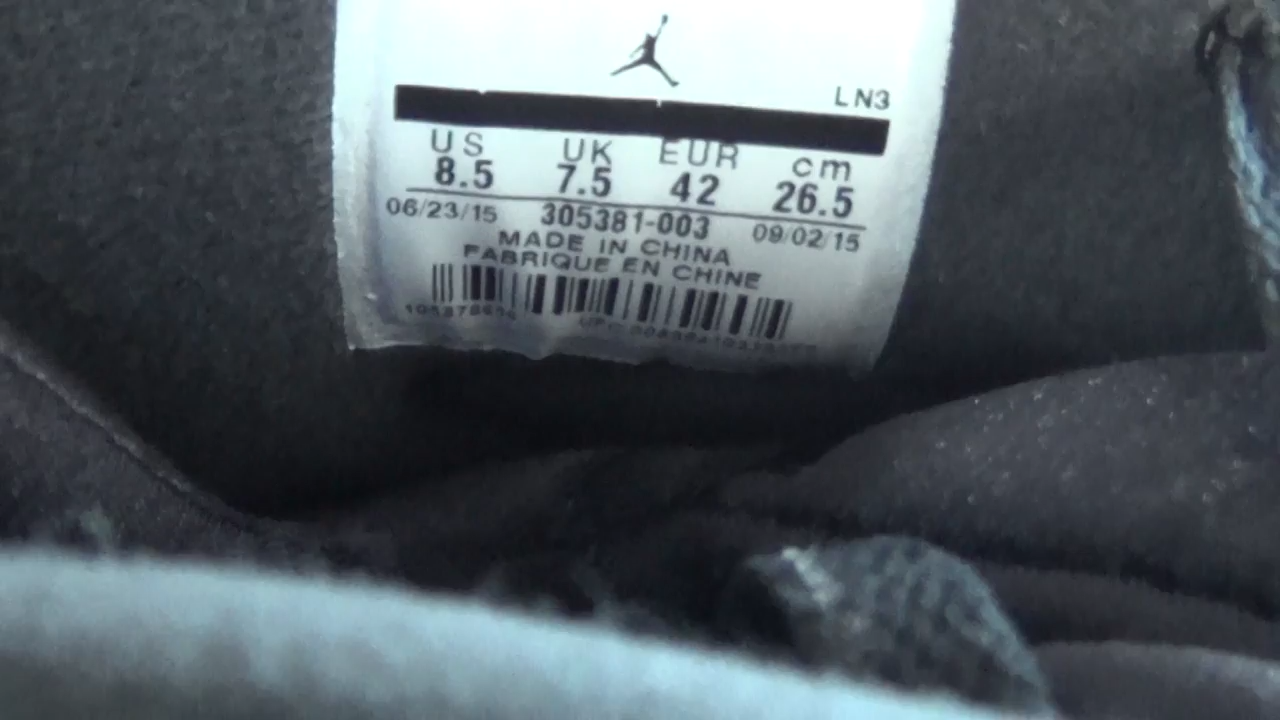 LN3
US UK EUR cm
8.5 7.5 42 26.5
06/23/15 305381-003 09/02/15
MADE IN CHINA
FABRIQUE EN CHINE